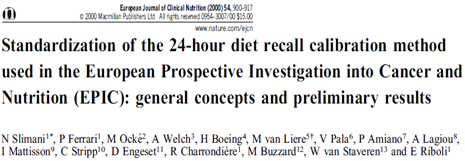 European Journal of Clinical Nutrition (2000) 54, 900–917
© 2000 Macmillan Publishers Ltd All rights reserved 0954–3007/00 $15.00
www.nature.com/ejcn
Standardization of the 24-hour diet recall calibration method
used in the European Prospective Investigation into Cancer and
Nutrition (EPIC): general concepts and preliminary results
N Slimani¹*, P Ferrari¹, M Ocké², A Welch³, H Boeing⁴, M van Liere⁵†, V Pala⁶, P Amiano⁷, A Lagiou⁸,
I Mattisson⁹, C Stripp¹⁰, D Engeset¹¹, R Charrondière¹, M Buzzard¹², W van Staveren¹³ and E Riboli¹